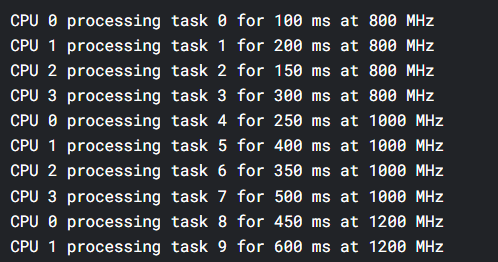 CPU 0 processing task 0 for 100 ms at 800 MHz
CPU 1 processing task 1 for 200 ms at 800 MHz
CPU 2 processing task 2 for 150 ms at 800 MHz
CPU 3 processing task 3 for 300 ms at 800 MHz
CPU 0 processing task 4 for 250 ms at 1000 MHz
CPU 1 processing task 5 for 400 ms at 1000 MHz
CPU 2 processing task 6 for 350 ms at 1000 MHz
CPU 3 processing task 7 for 500 ms at 1000 MHz
CPU 0 processing task 8 for 450 ms at 1200 MHz
CPU 1 processing task 9 for 600 ms at 1200 MHz